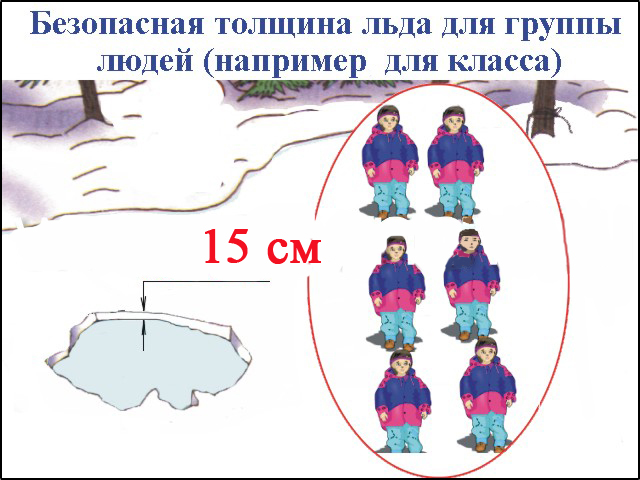 Безопасная толщина льда для группы
людей (например для класса)
15 см